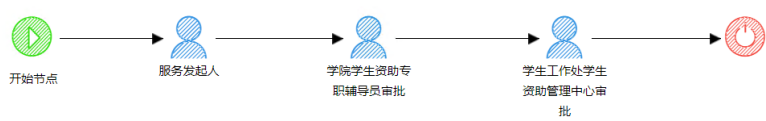 开始节点
服务发起人
学院学生资助专
职辅导员审批
学生工作处学生
资助管理中心审
批